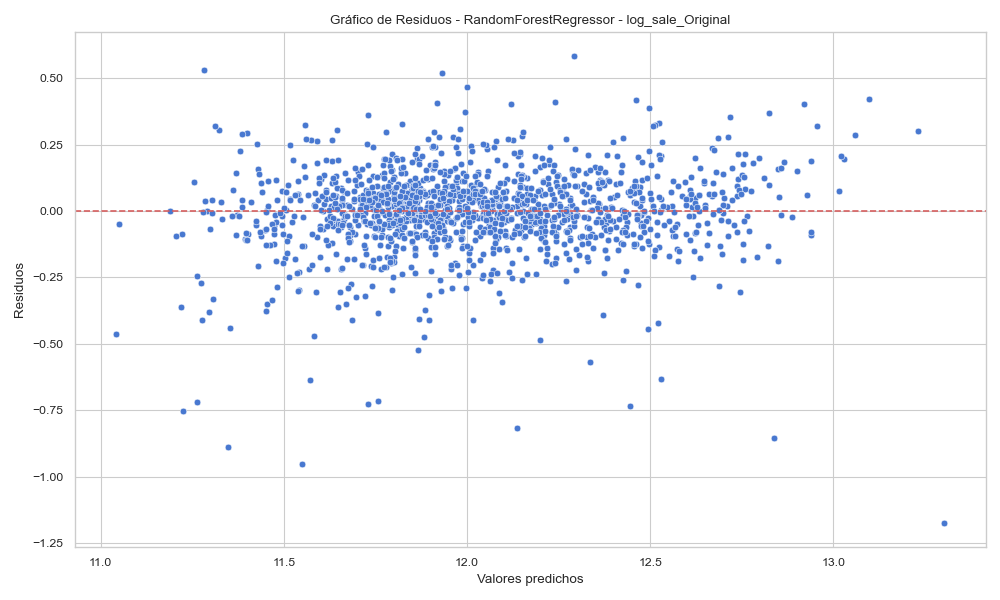 Gráfico de Residuos - RandomForestRegressor - log_sale_Original
0.50
0.25
0.00
−0.25
−0.50
−0.75
−1.00
−1.25
Residuos
11.0 11.5 12.0 12.5 13.0
Valores predichos